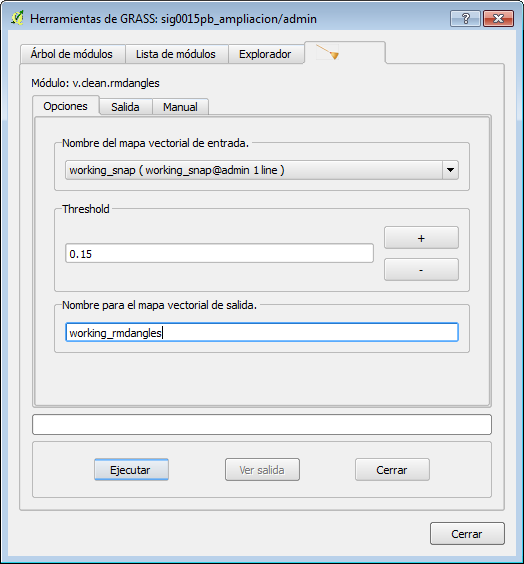 Herramientas de GRASS: sig0015pb_ampliacion/admin
Árbol de módulos
Lista de módulos
Explorador
Módulo: v.clean.rmdangles
Opciones
Salida
Manual
Nombre del mapa vectorial de entrada.
working_snap ( working_snap@admin 1 line )
Threshold
0.15
+
-
Nombre para el mapa vectorial de salida.
working_rmdangles
Ejecutar
Ver salida
Cerrar
Cerrar